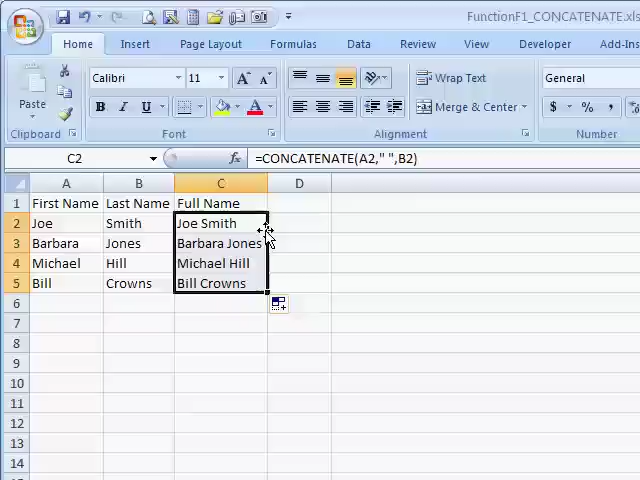 FunctionF1_CONCATENATE.xls
Home Insert Page Layout Formulas Data Review View Developer Add-Ins
Paste Calibri 11 Wrap Text General
B I U A Merge & Center $ % ,
Clipboard Font Alignment Number
C2 fx =CONCATENATE(A2," ",B2)
A B C D
1 First Name Last Name Full Name
2 Joe Smith Joe Smith
3 Barbara Jones Barbara Jones
4 Michael Hill Michael Hill
5 Bill Crowns Bill Crowns
6
7
8
9
10
11
12
13
14